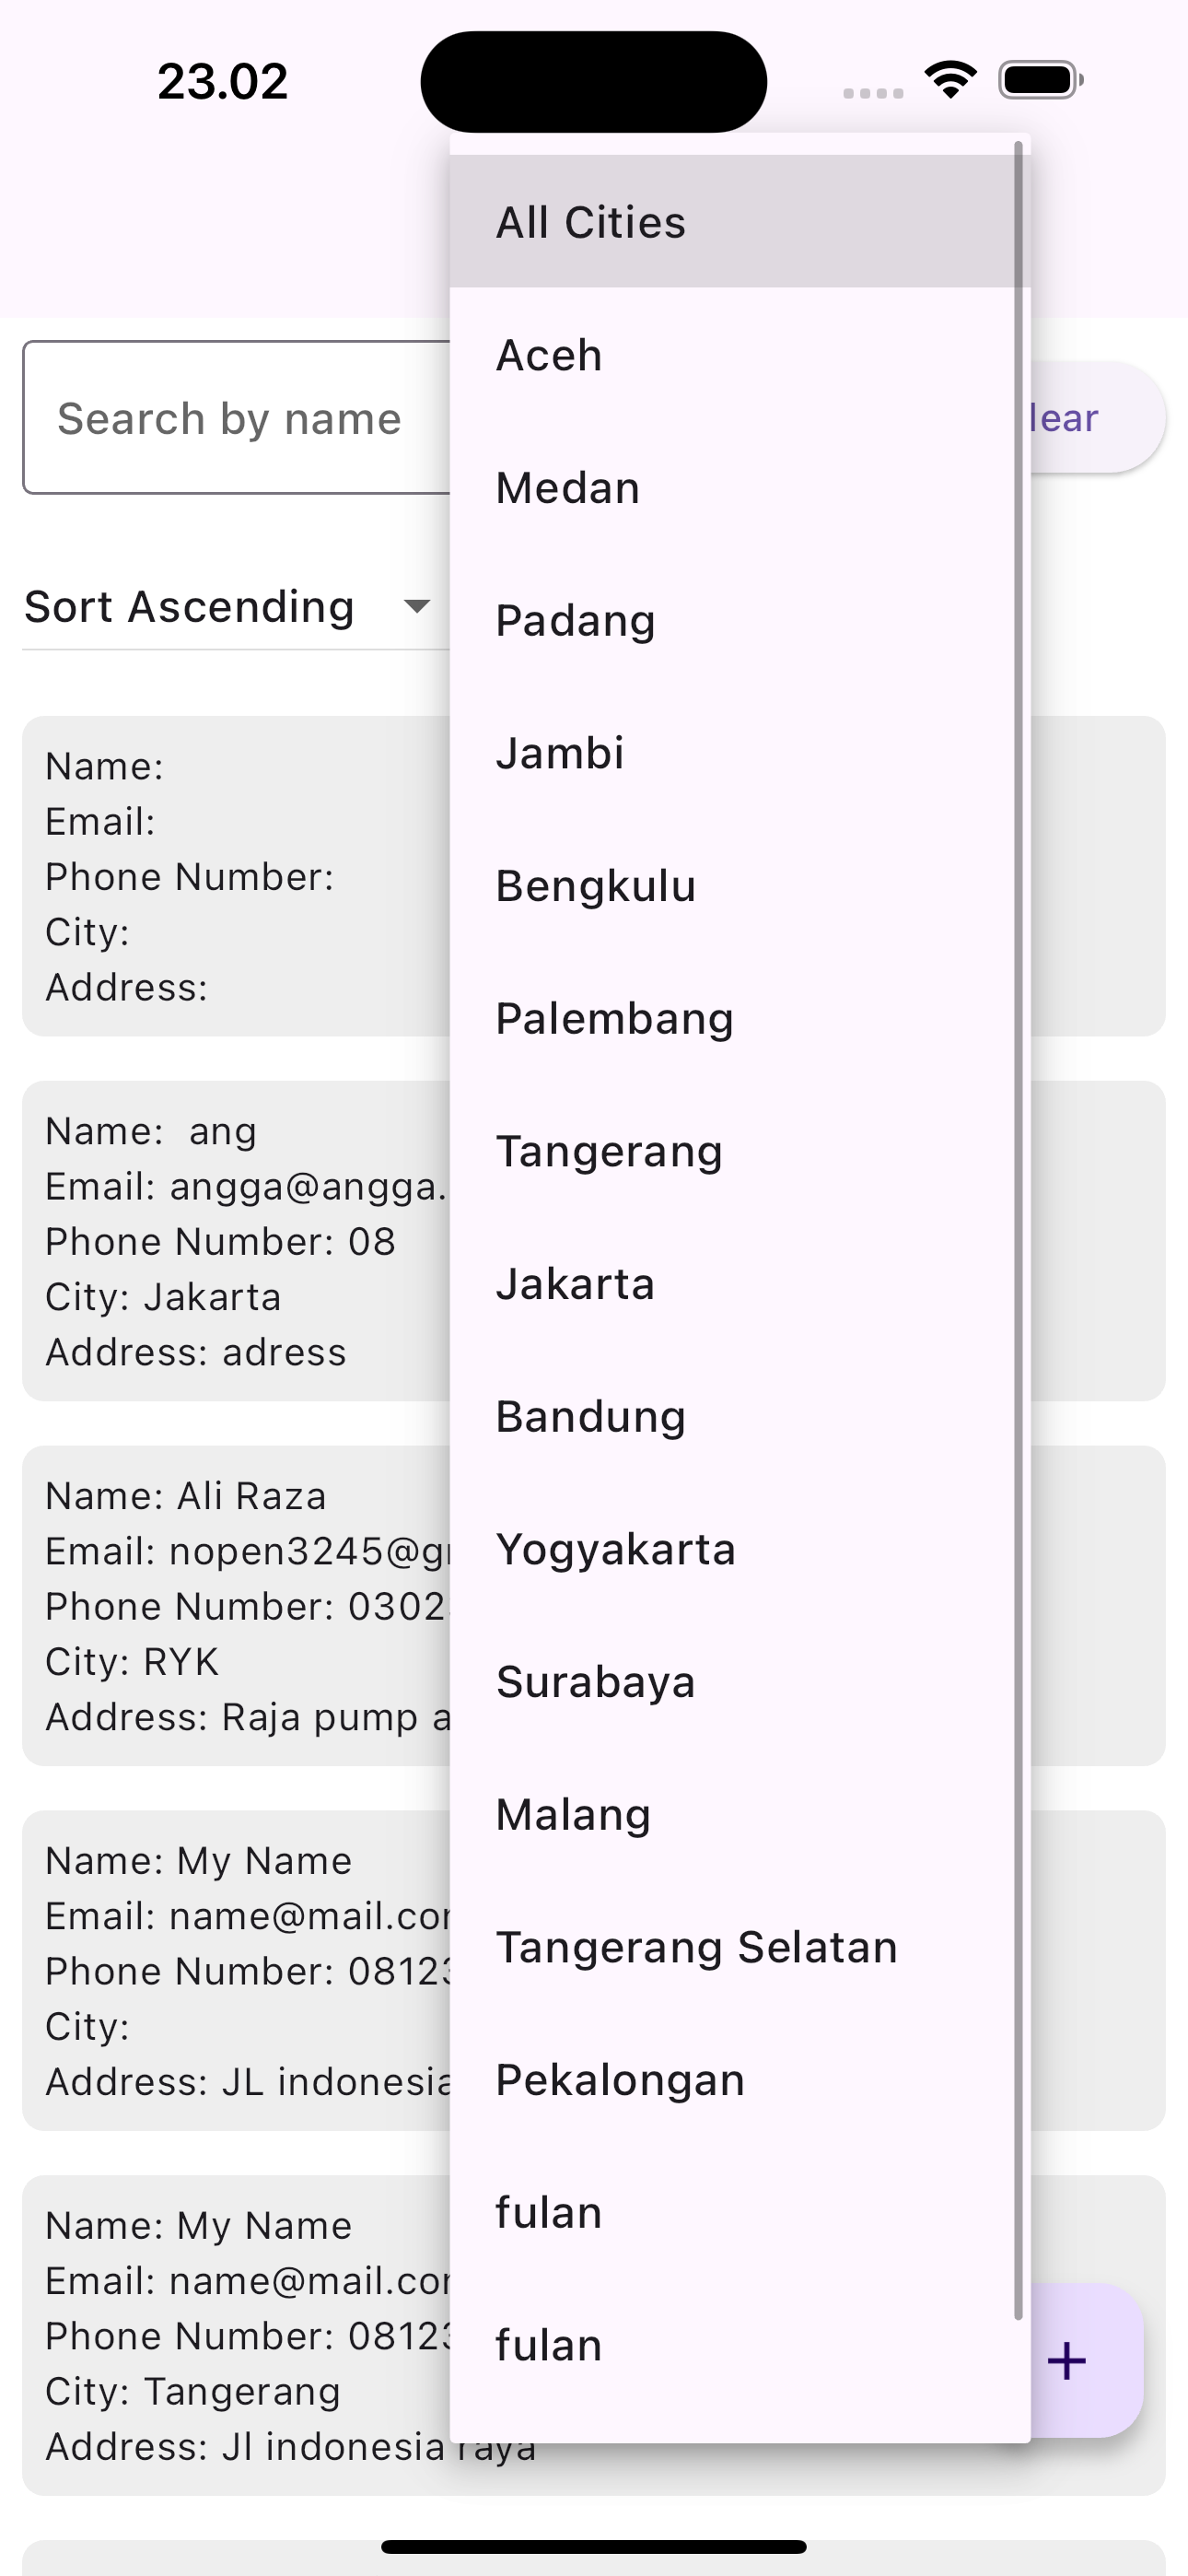 23.02
All Cities
Aceh
Medan
Padang
Jambi
Bengkulu
Palembang
Tangerang
Jakarta
Bandung
Yogyakarta
Surabaya
Malang
Tangerang Selatan
Pekalongan
fulan
fulan
Search by name
lear
Sort Ascending
Name:
Email:
Phone Number:
City:
Address:
Name: ang
Email: angga@angga.
Phone Number: 08
City: Jakarta
Address: adress
Name: Ali Raza
Email: nopen3245@g
Phone Number: 0302
City: RYK
Address: Raja pump a
Name: My Name
Email: name@mail.co
Phone Number: 0812
City:
Address: JL indonesia
Name: My Name
Email: name@mail.co
Phone Number: 0812
City: Tangerang
Address: Jl indonesia raya
+